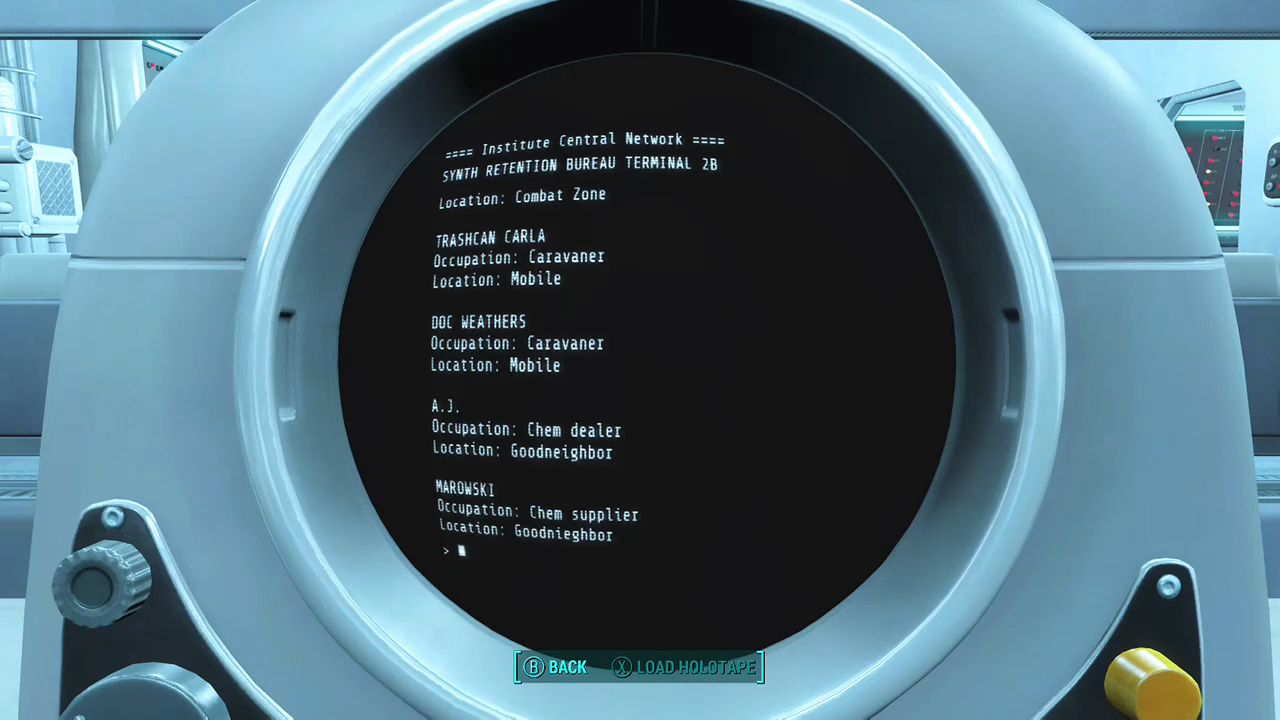 ==== Institute Central Network ====
SYNTH RETENTION BUREAU TERMINAL 2B
Location: Combat Zone
TRASHCAN CARLA
Occupation: Caravaner
Location: Mobile
DOC WEATHERS
Occupation: Caravaner
Location: Mobile
A.J.
Occupation: Chem dealer
Location: Goodneighbor
MAROWSKI
Occupation: Chem supplier
Location: Goodnieghbor
>
(B) BACK (X) LOAD HOLOTAPE